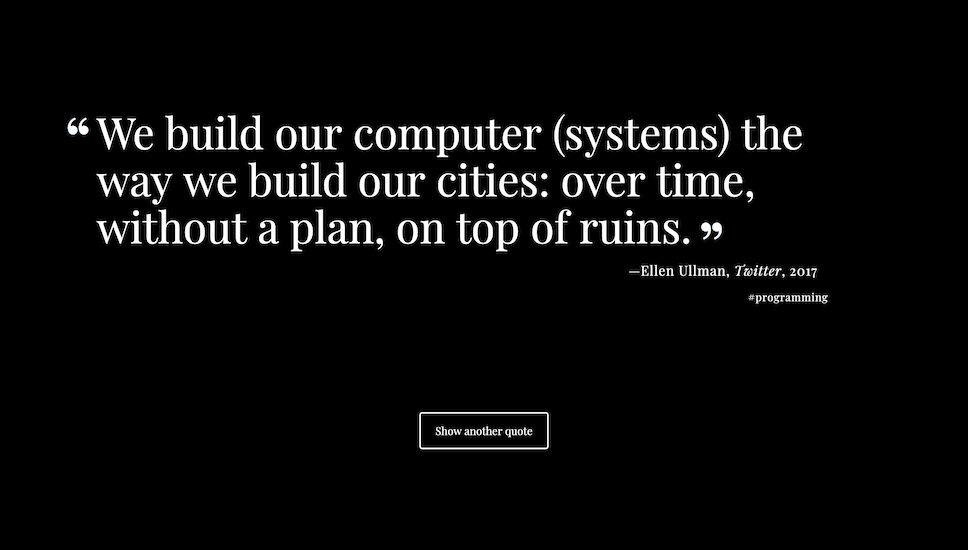 “We build our computer (systems) the
way we build our cities: over time,
without a plan, on top of ruins.”
—Ellen Ullman, Twitter, 2017
#programming
Show another quote